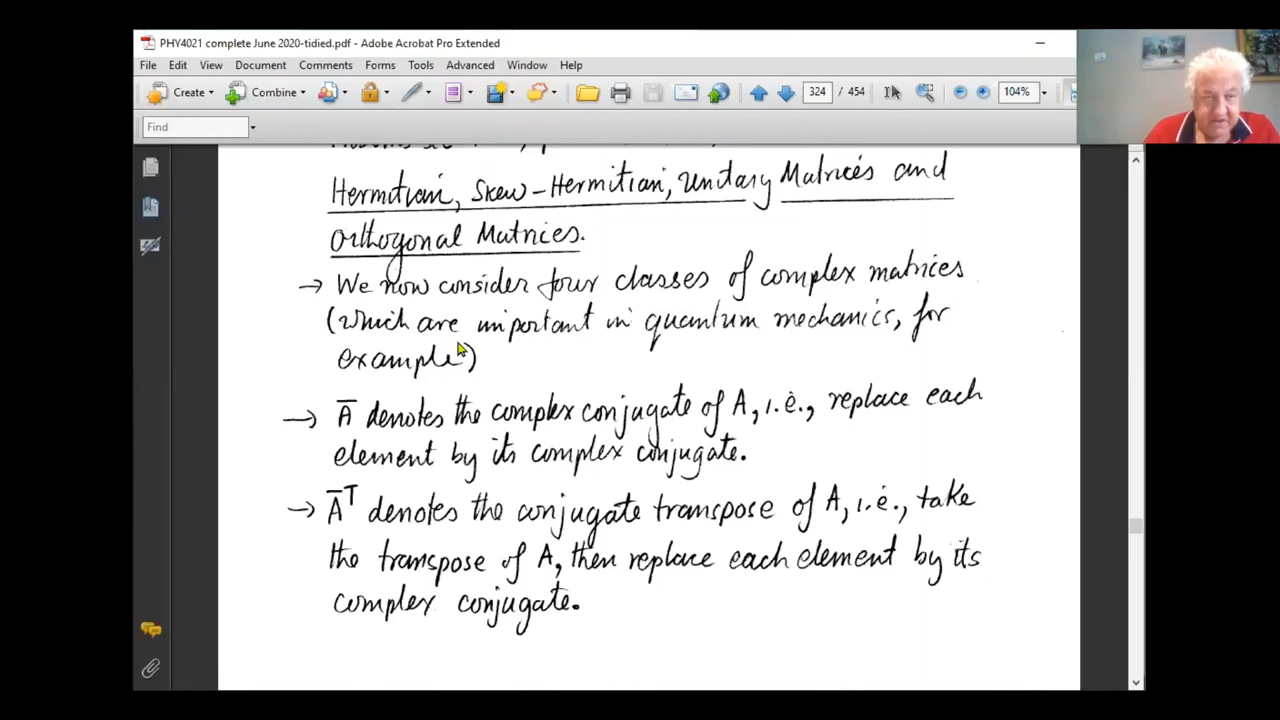 PHY4021 complete June 2020-tidied.pdf - Adobe Acrobat Pro Extended
File Edit View Document Comments Forms Tools Advanced Window Help
Create Combine 324 / 454 104%
Find
Hermitian, Skew-Hermitian, Unitary Matrices and
Orthogonal Matrices.
→ We now consider four classes of complex matrices
(which are important in quantum mechanics, for
example)
→ A̅ denotes the complex conjugate of A, i.e., replace each
element by its complex conjugate.
→ A̅ᵀ denotes the conjugate transpose of A, i.e., take
the transpose of A, then replace each element by its
complex conjugate.